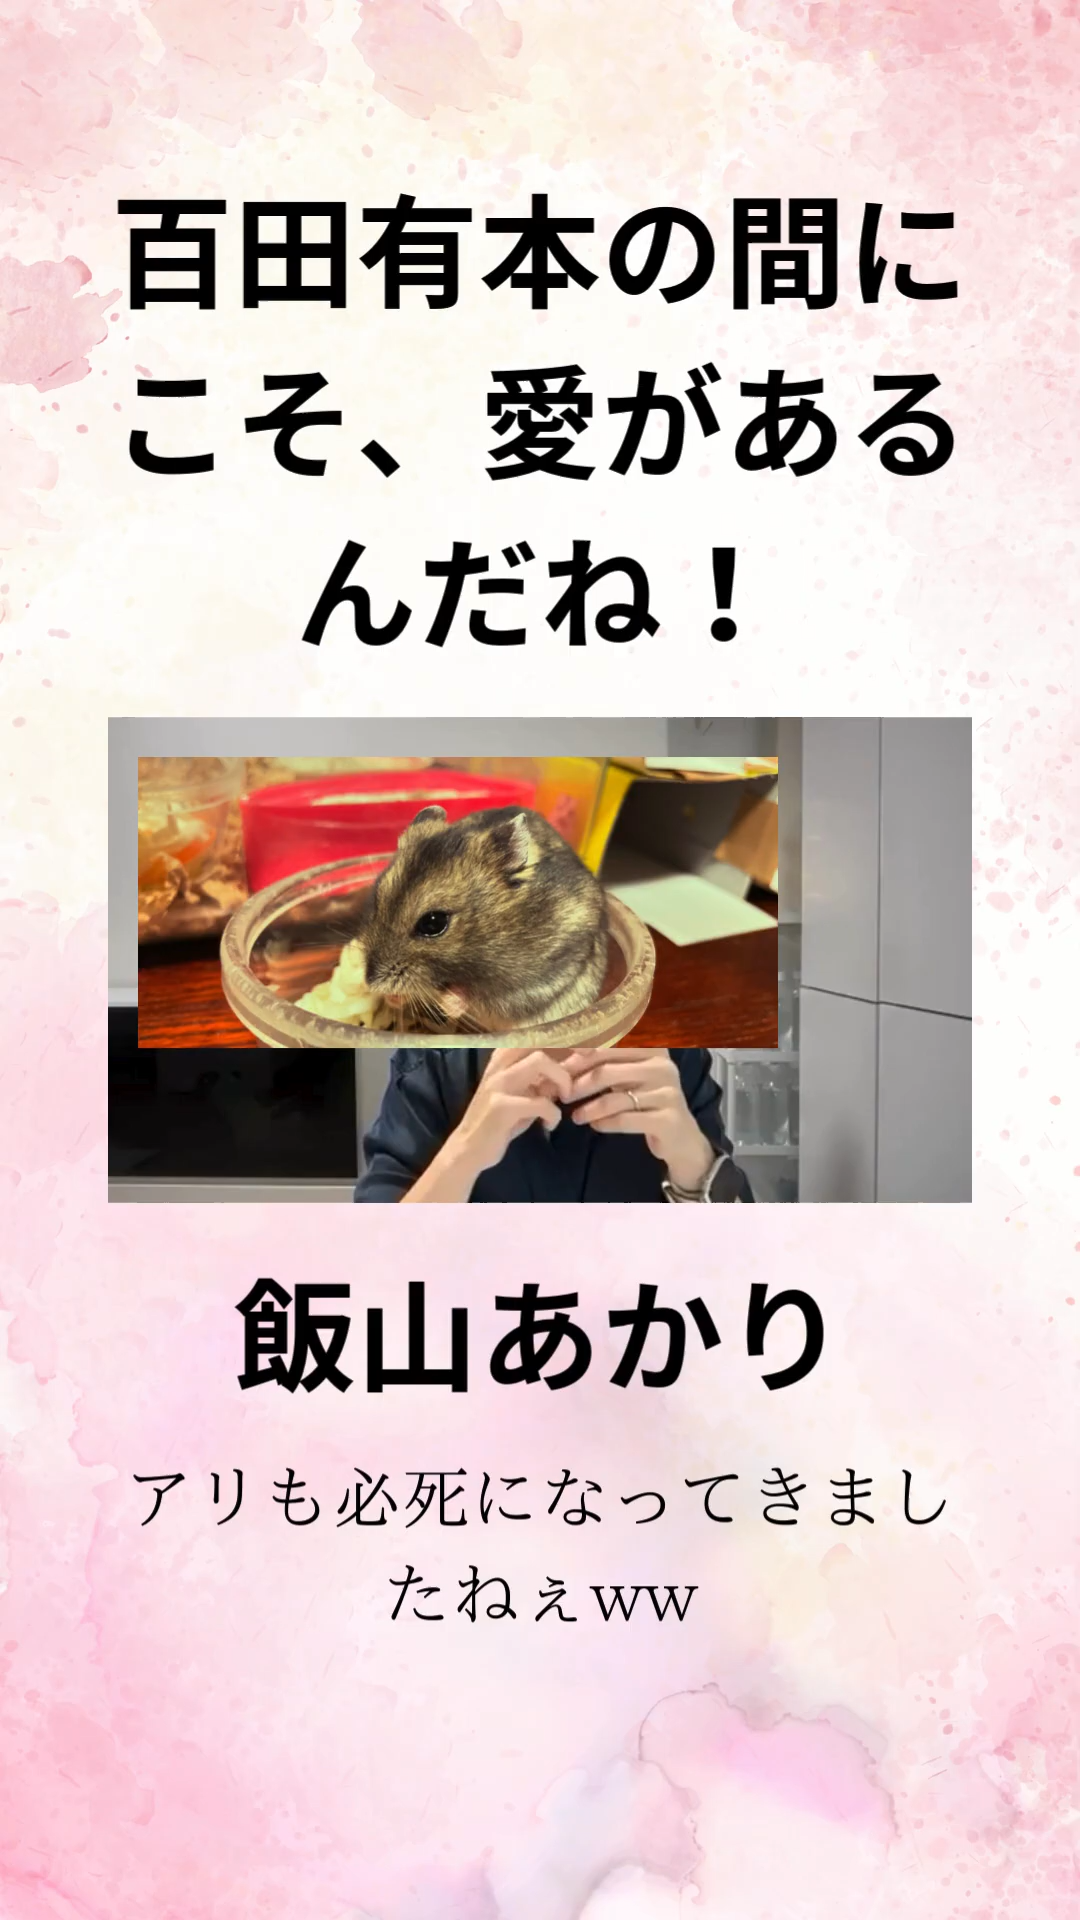 百田有本の間に
こそ、愛がある
んだね！
飯山あかり
アリも必死になってきまし
たねぇww